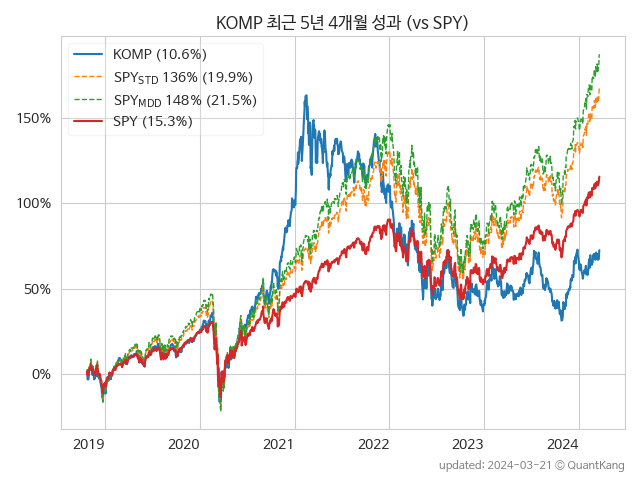 KOMP 최근 5년 4개월 성과 (vs SPY)
KOMP (10.6%)
SPY_STD 136% (19.9%)
SPY_MDD 148% (21.5%)
SPY (15.3%)
150%
100%
50%
0%
2019 2020 2021 2022 2023 2024
updated: 2024-03-21 © QuantKang